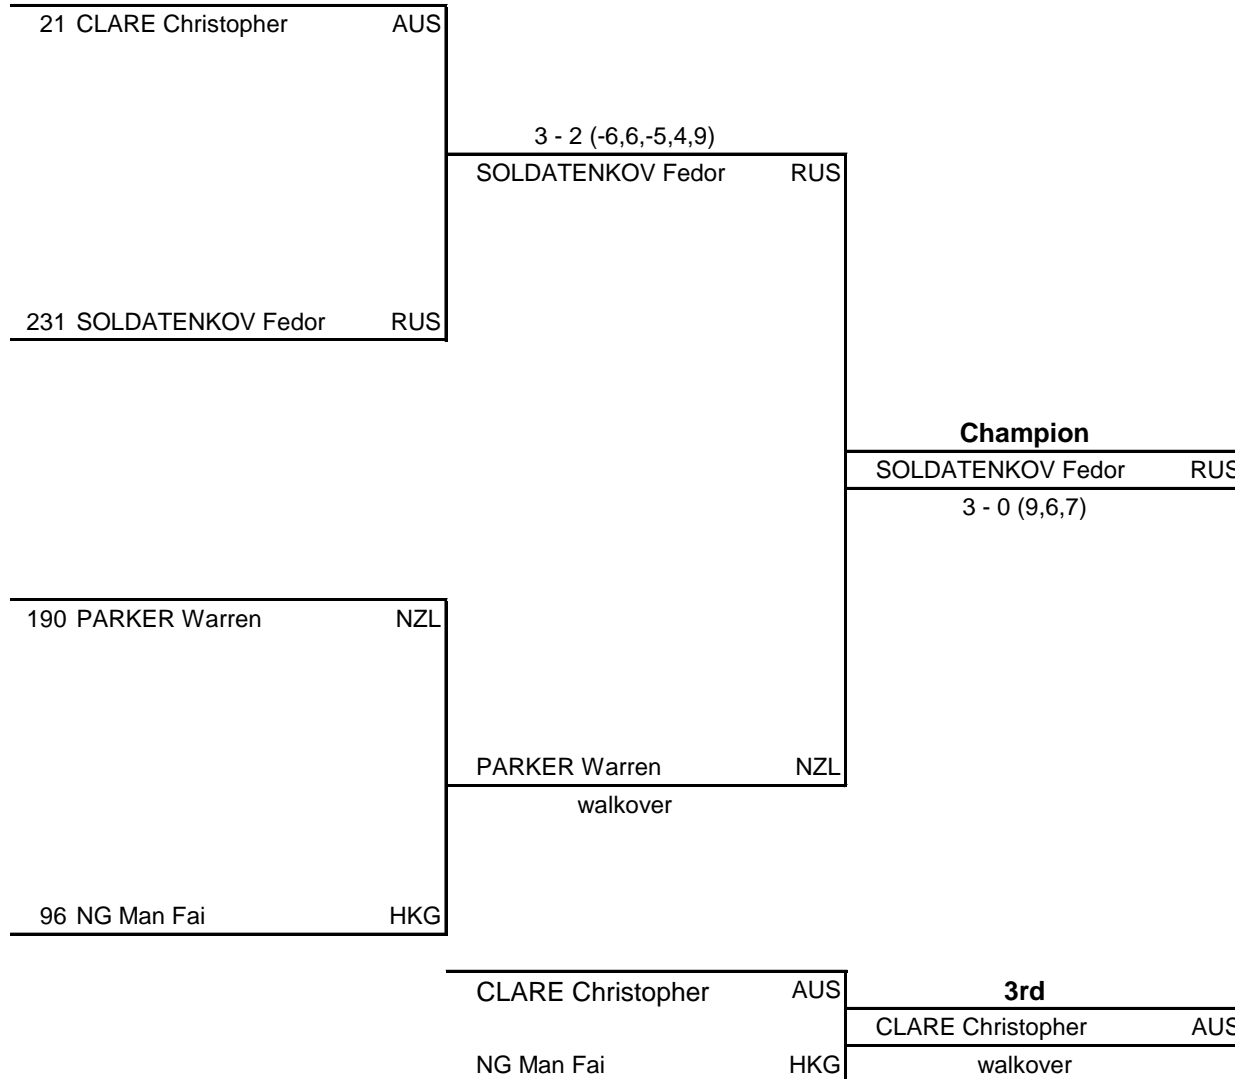 21 CLARE Christopher AUS
3 - 2 (-6,6,-5,4,9)
SOLDATENKOV Fedor RUS
231 SOLDATENKOV Fedor RUS
Champion
SOLDATENKOV Fedor RUS
3 - 0 (9,6,7)
190 PARKER Warren NZL
PARKER Warren NZL
walkover
96 NG Man Fai HKG
CLARE Christopher AUS
3rd
CLARE Christopher AUS
NG Man Fai HKG
walkover